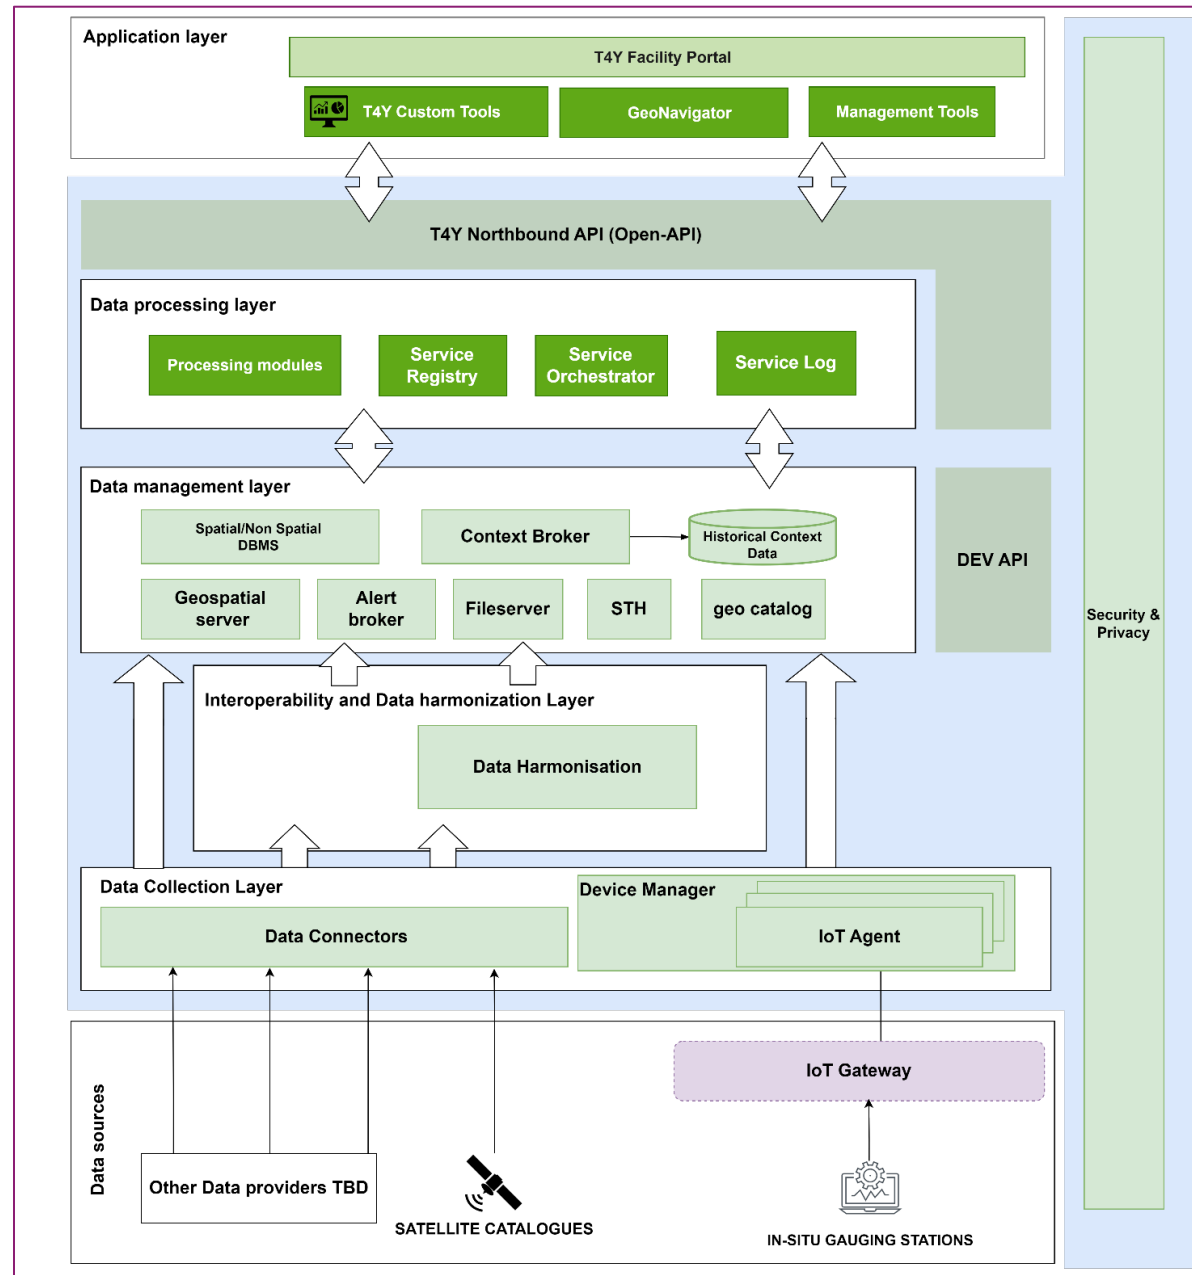 Application layer
T4Y Facility Portal
T4Y Custom Tools
GeoNavigator
Management Tools
T4Y Northbound API (Open-API)
Data processing layer
Processing modules
Service
Registry
Service
Orchestrator
Service Log
Data management layer
Spatial/Non Spatial
DBMS
Context Broker
Historical Context
Data
Geospatial
server
Alert
broker
Fileserver
STH
geo catalog
DEV API
Security &
Privacy
Interoperability and Data harmonization Layer
Data Harmonisation
Data Collection Layer
Data Connectors
Device Manager
IoT Agent
Data sources
IoT Gateway
Other Data providers TBD
SATELLITE CATALOGUES
IN-SITU GAUGING STATIONS